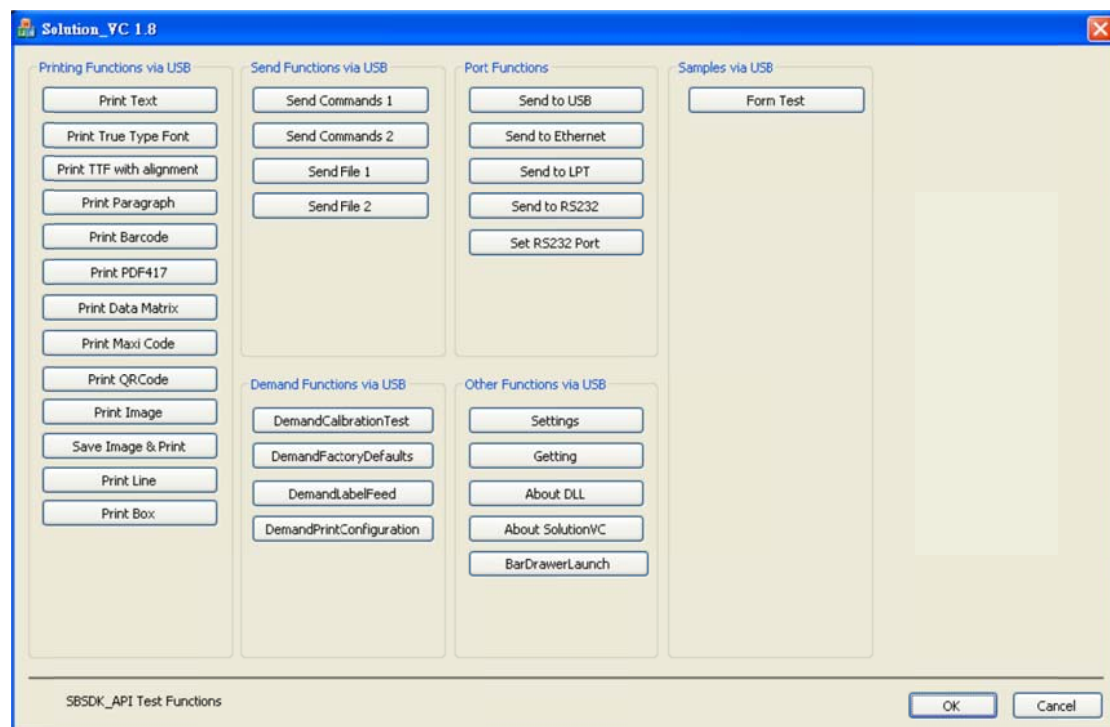 Solution_VC 1.8
Printing Functions via USB
Print Text
Print True Type Font
Print TTF with alignment
Print Paragraph
Print Barcode
Print PDF417
Print Data Matrix
Print Maxi Code
Print QRCode
Print Image
Save Image & Print
Print Line
Print Box
Send Functions via USB
Send Commands 1
Send Commands 2
Send File 1
Send File 2
Port Functions
Send to USB
Send to Ethernet
Send to LPT
Send to RS232
Set RS232 Port
Samples via USB
Form Test
Demand Functions via USB
DemandCalbrationTest
DemandFactoryDefaults
DemandLabelFeed
DemandPrintConfiguration
Other Functions via USB
Settings
Getting
About DLL
About SolutionVC
BarDrawerLaunch
SBSDK_API Test Functions
OK
Cancel